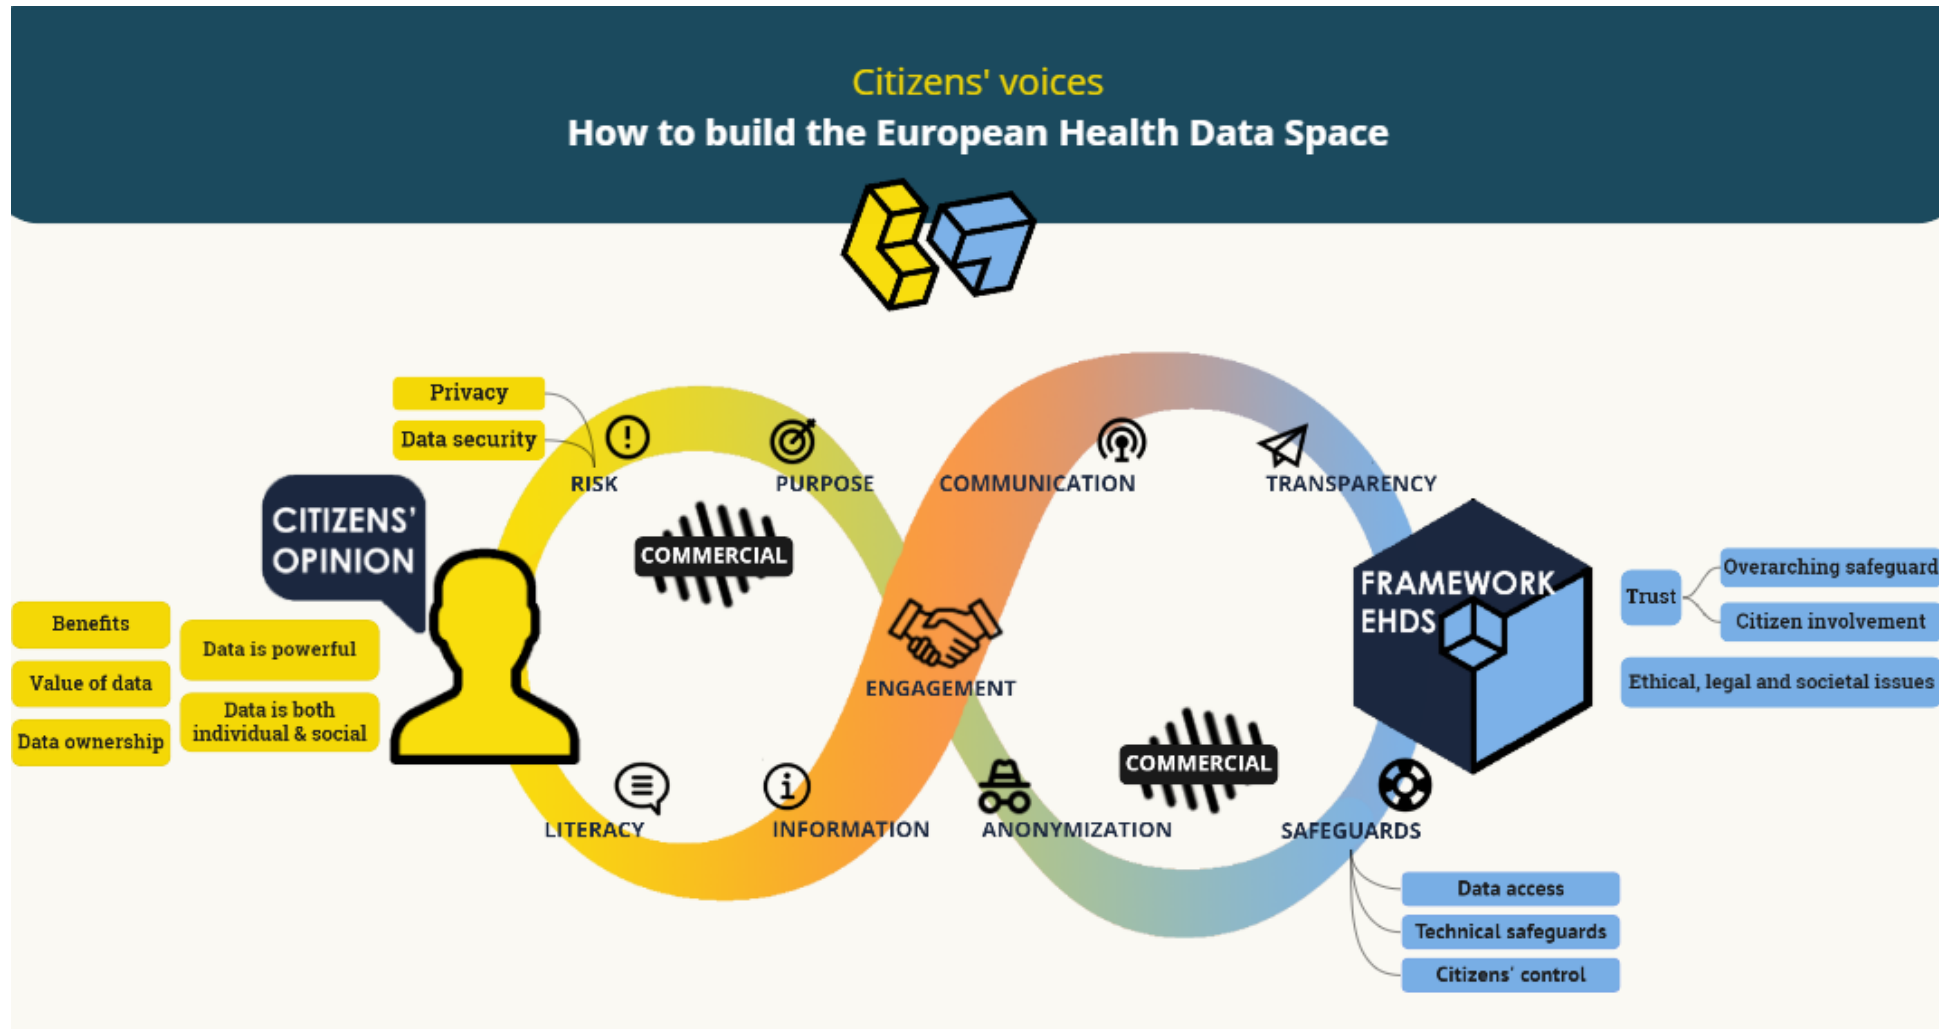 Citizens' voices
How to build the European Health Data Space
Privacy
Data security
RISK
PURPOSE
COMMUNICATION
TRANSPARENCY
CITIZENS'
OPINION
COMMERCIAL
FRAMEWORK
EHDS
Trust
Overarching safeguard
Citizen involvement
Ethical, legal and societal issues
Benefits
Value of data
Data ownership
Data is powerful
Data is both
individual & social
ENGAGEMENT
COMMERCIAL
LITERACY
INFORMATION
ANONYMIZATION
SAFEGUARDS
Data access
Technical safeguards
Citizens' control